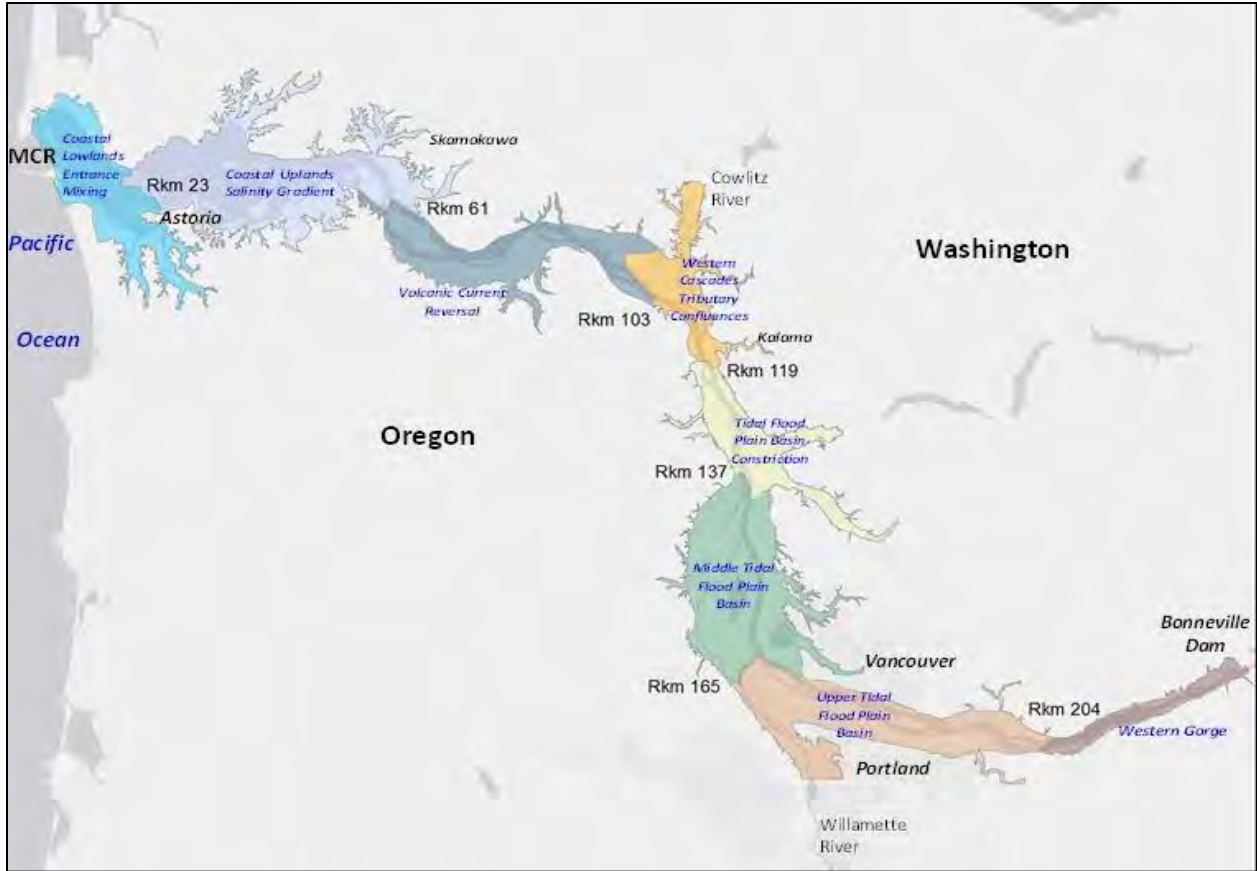 Skamokawa
Coastal
Lowlands
Entrance
Mixing
MCR
Rkm 23
Coastal Uplands
Salinity Gradient
Cowlitz
River
Rkm 61
Astoria
Pacific
Ocean
Washington
Western
Cascades
Tributary
Confluences
Volcanic Current
Reversal
Rkm 103
Kalama
Rkm 119
Oregon
Tidal Flood
Plain Basin
Constriction
Rkm 137
Middle Tidal
Flood Plain
Basin
Bonneville
Dam
Vancouver
Rkm 165
Upper Tidal
Flood Plain
Basin
Rkm 204
Western Gorge
Portland
Willamette
River